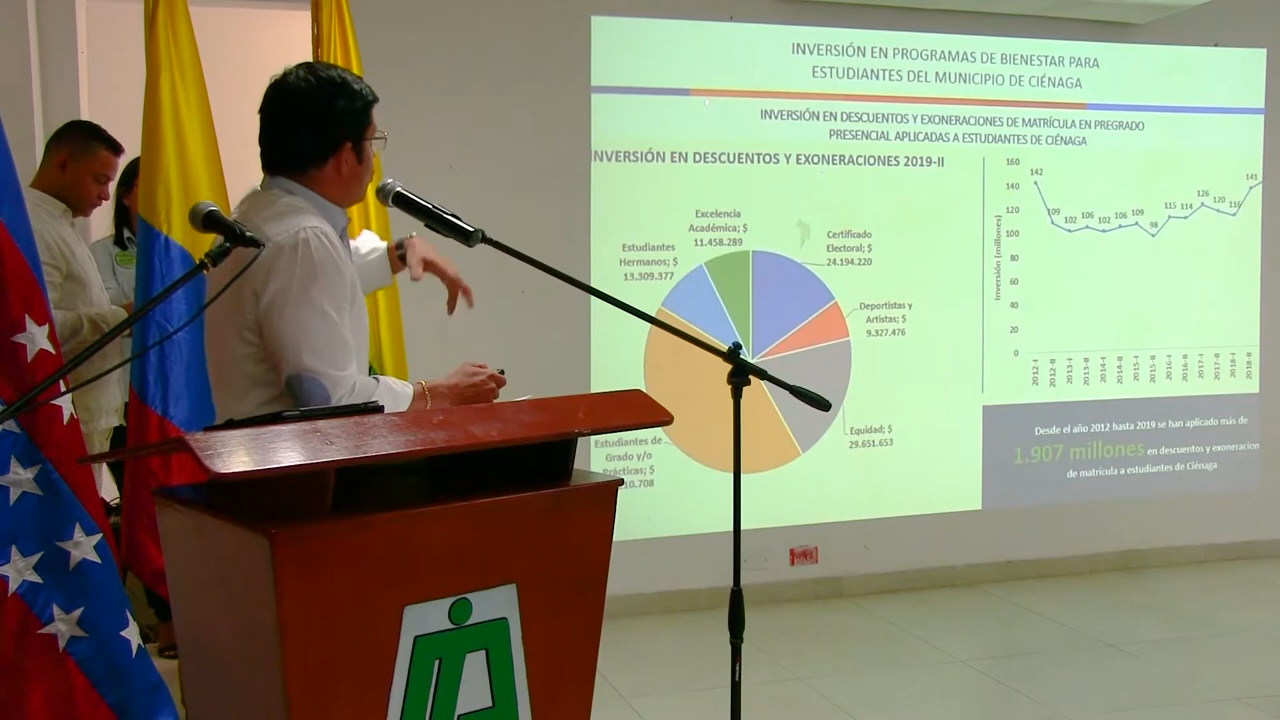 INVERSIÓN EN PROGRAMAS DE BIENESTAR PARA
ESTUDIANTES DEL MUNICIPIO DE CIÉNAGA
INVERSIÓN EN DESCUENTOS Y EXONERACIONES DE MATRÍCULA EN PREGRADO
PRESENCIAL APLICADAS A ESTUDIANTES DE CIÉNAGA
INVERSIÓN EN DESCUENTOS Y EXONERACIONES 2019-II
Excelencia
Académica; $
11.458.289
Certificado
Electoral; $
24.194.220
Estudiantes
Hermanos; $
13.309.377
Deportistas y
Artistas; $
9.327.476
Equidad; $
29.651.653
Estudiantes de
Grado y/o
Prácticas; $
10.708
Inversión (millones)
160
140
120
100
80
60
40
20
0
142
109
102
106
102
106
109
98
115
114
126
120
116
141
2012-I
2012-II
2013-I
2013-II
2014-I
2014-II
2015-I
2015-II
2016-I
2016-II
2017-I
2017-II
2018-I
2018-II
Desde el año 2012 hasta 2019 se han aplicado más de
1.907 millones en descuentos y exoneracion
de matrícula a estudiantes de Ciénaga